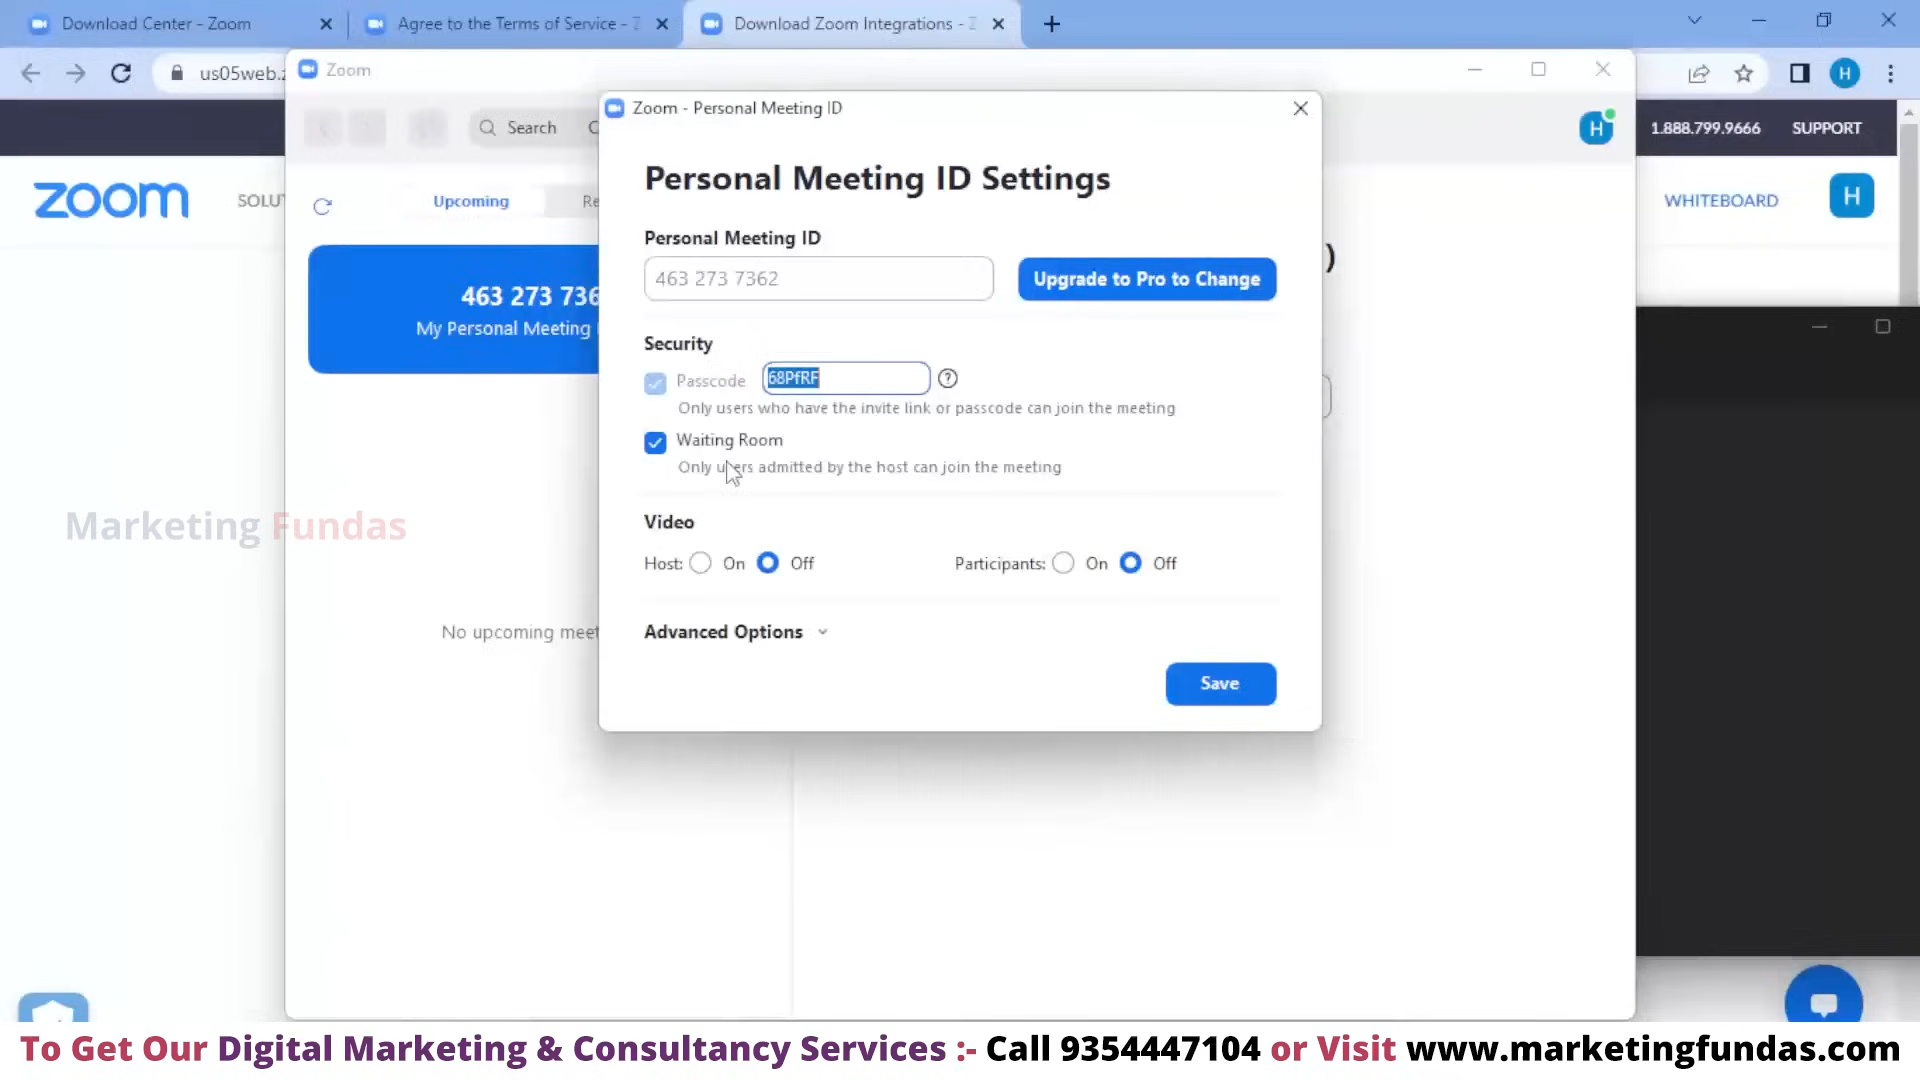 Download Center - Zoom
Agree to the Terms of Service -
Download Zoom Integrations -
us05web.z
Zoom
H
Search
Zoom - Personal Meeting ID
H
1.888.799.9666
SUPPORT
zoom
SOLUT
Upcoming
Re
Personal Meeting ID Settings
WHITEBOARD
H
Personal Meeting ID
463 273 7362
Upgrade to Pro to Change
)
463 273 736
My Personal Meeting
Security
Passcode
68PfRF
?
Only users who have the invite link or passcode can join the meeting
Waiting Room
Only users admitted by the host can join the meeting
Marketing Fundas
Video
Host: On Off
Participants: On Off
No upcoming meet
Advanced Options
Save
To Get Our Digital Marketing & Consultancy Services :- Call 9354447104 or Visit www.marketingfundas.com